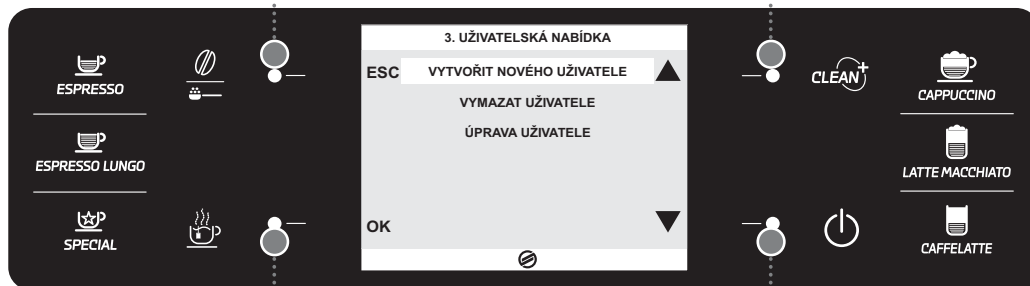 ESPRESSO
ESPRESSO LUNGO
SPECIAL
3. UŽIVATELSKÁ NABÍDKA
ESC
VYTVOŘIT NOVÉHO UŽIVATELE
VYMAZAT UŽIVATELE
ÚPRAVA UŽIVATELE
OK
CLEAN+
CAPPUCCINO
LATTE MACCHIATO
CAFFELATTE